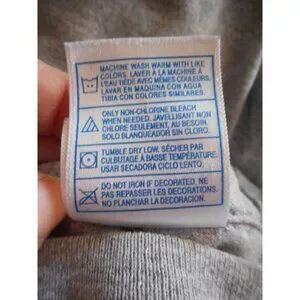 MACHINE WASH WARM WITH LIKE
COLORS. LAVER À LA MACHINE À
L'EAU TIÈDE AVEC MÊMES COULEURS.
LAVAR EN MAQUINA CON AGUA
TIBIA CON COLORES SIMILARES.
ONLY NON-CHLORINE BLEACH
WHEN NEEDED. JAVELLISANT NON
CHLORE SEULEMENT, AU BESOIN.
SOLO BLANQUEADOR SIN CLORO.
TUMBLE DRY LOW. SÉCHER PAR
CULBUTAGE À BASSE TEMPÉRATURE.
USAR SECADORA CICLO LENTO.
DO NOT IRON IF DECORATED. NE
PAS REPASSER LES DECORATIONS.
NO PLANCHAR LA DECORACION.